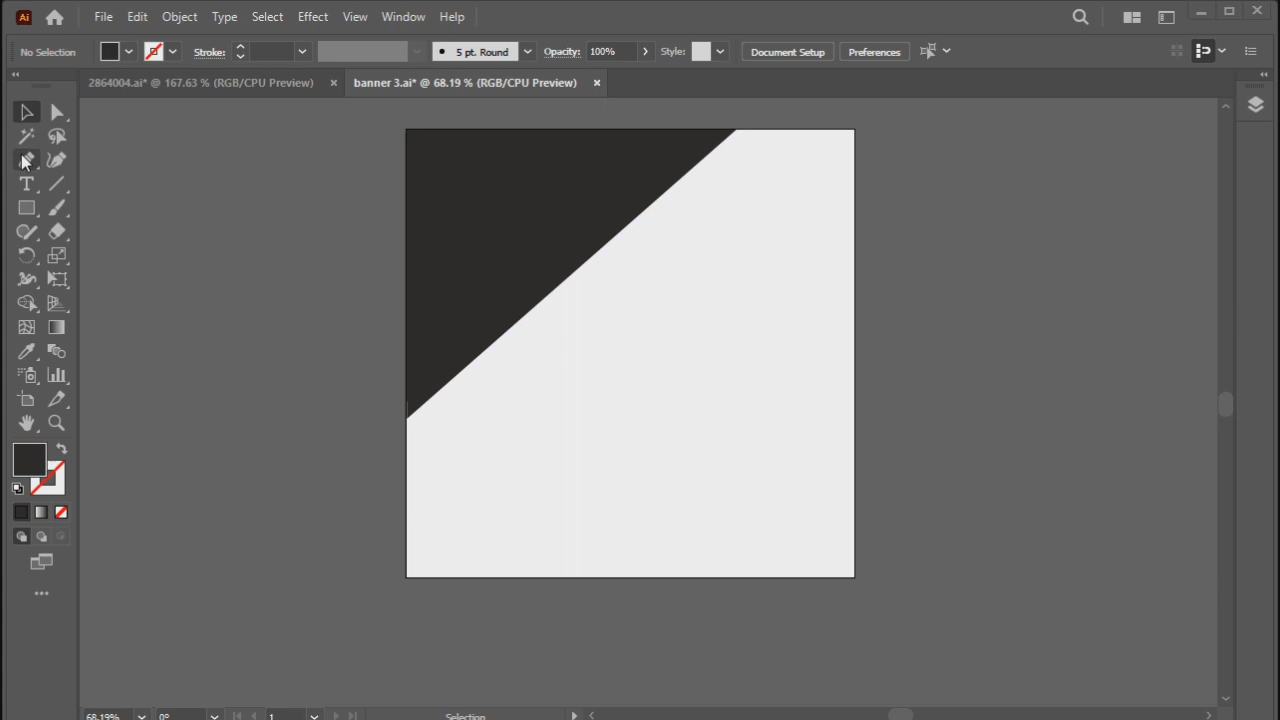 Ai File Edit Object Type Select Effect View Window Help
No Selection Stroke: 5 pt. Round Opacity: 100% Style: Document Setup Preferences
2864004.ai* @ 167.63 % (RGB/CPU Preview) × banner 3.ai* @ 68.19 % (RGB/CPU Preview) ×
68.19% 0° 1 Selection